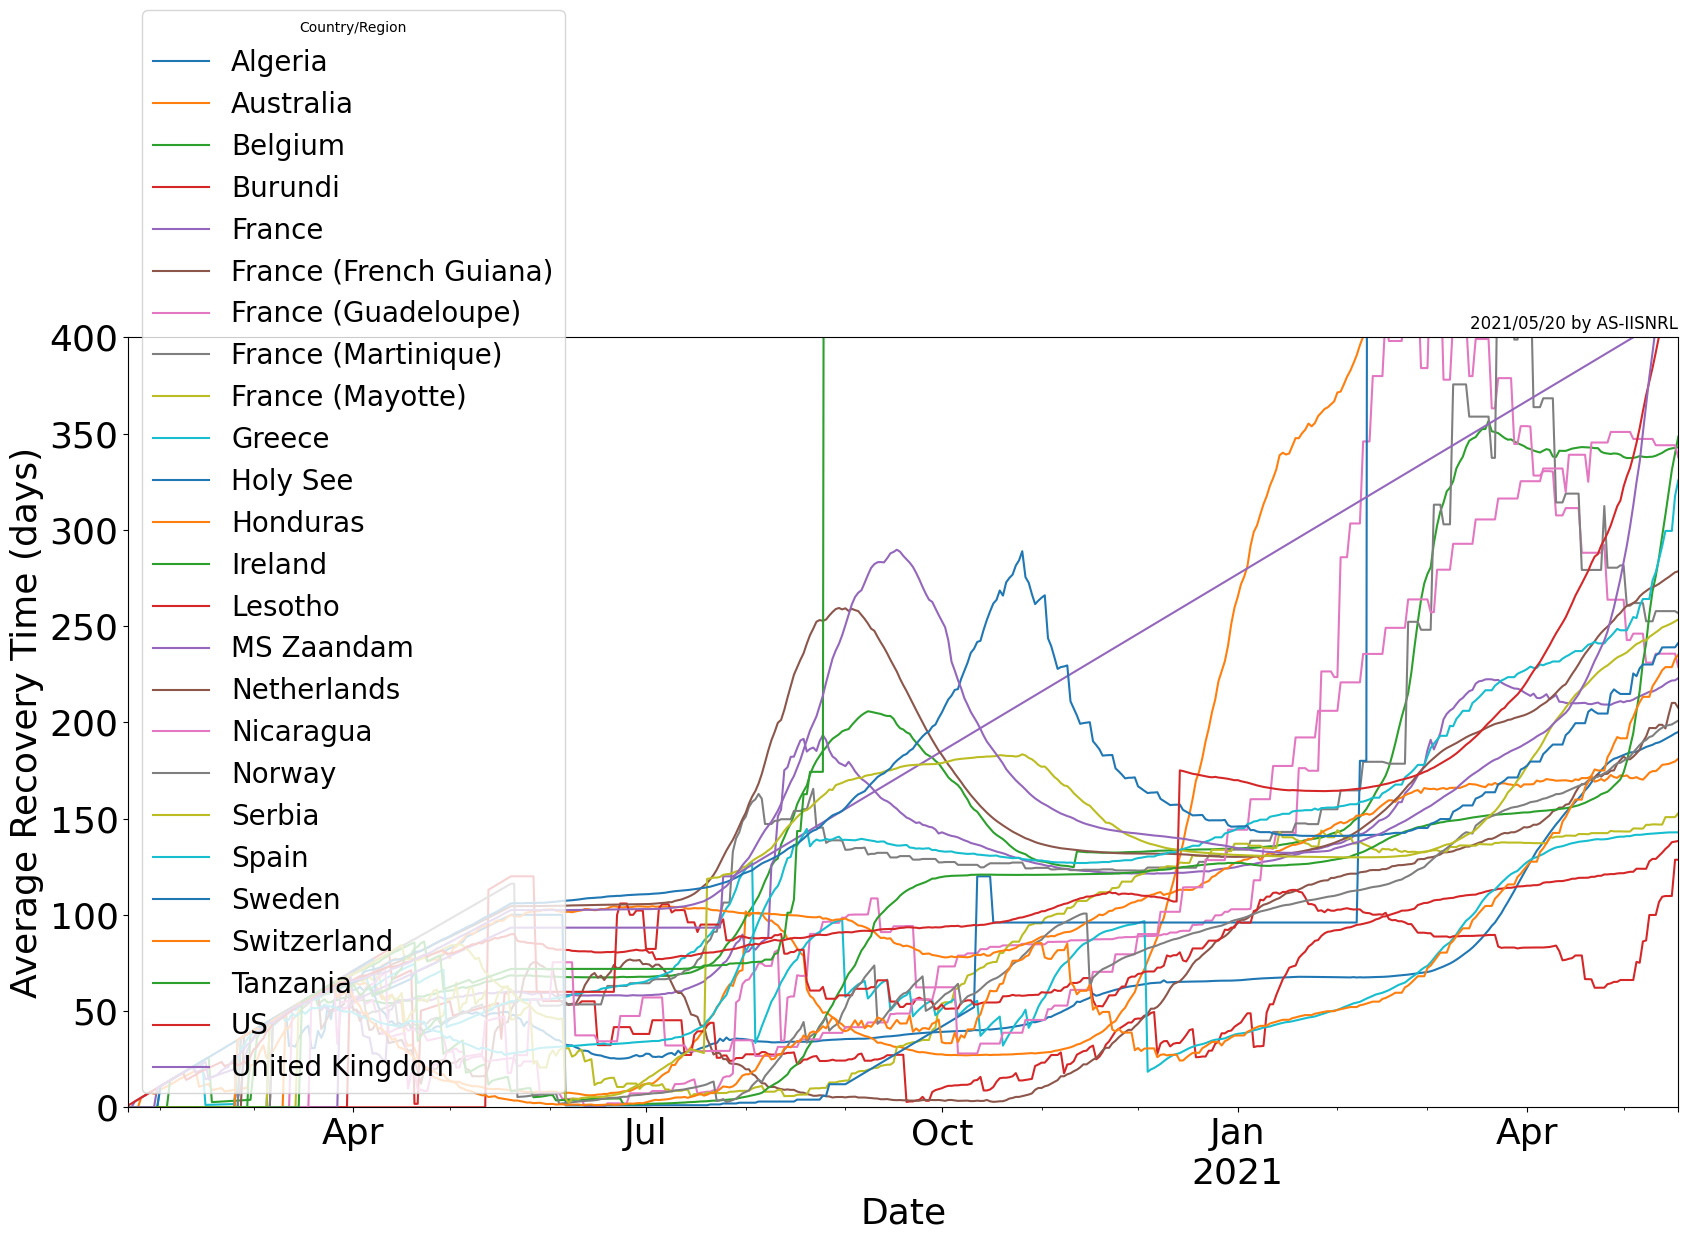 Country/Region
Algeria
Australia
Belgium
Burundi
France
France (French Guiana)
France (Guadeloupe)
France (Martinique)
France (Mayotte)
Greece
Holy See
Honduras
Ireland
Lesotho
MS Zaandam
Netherlands
Nicaragua
Norway
Serbia
Spain
Sweden
Switzerland
Tanzania
US
United Kingdom
2021/05/20 by AS-IISNRL
Average Recovery Time (days)
400
350
300
250
200
150
100
50
0
Apr
Jul
Oct
Jan
2021
Apr
Date